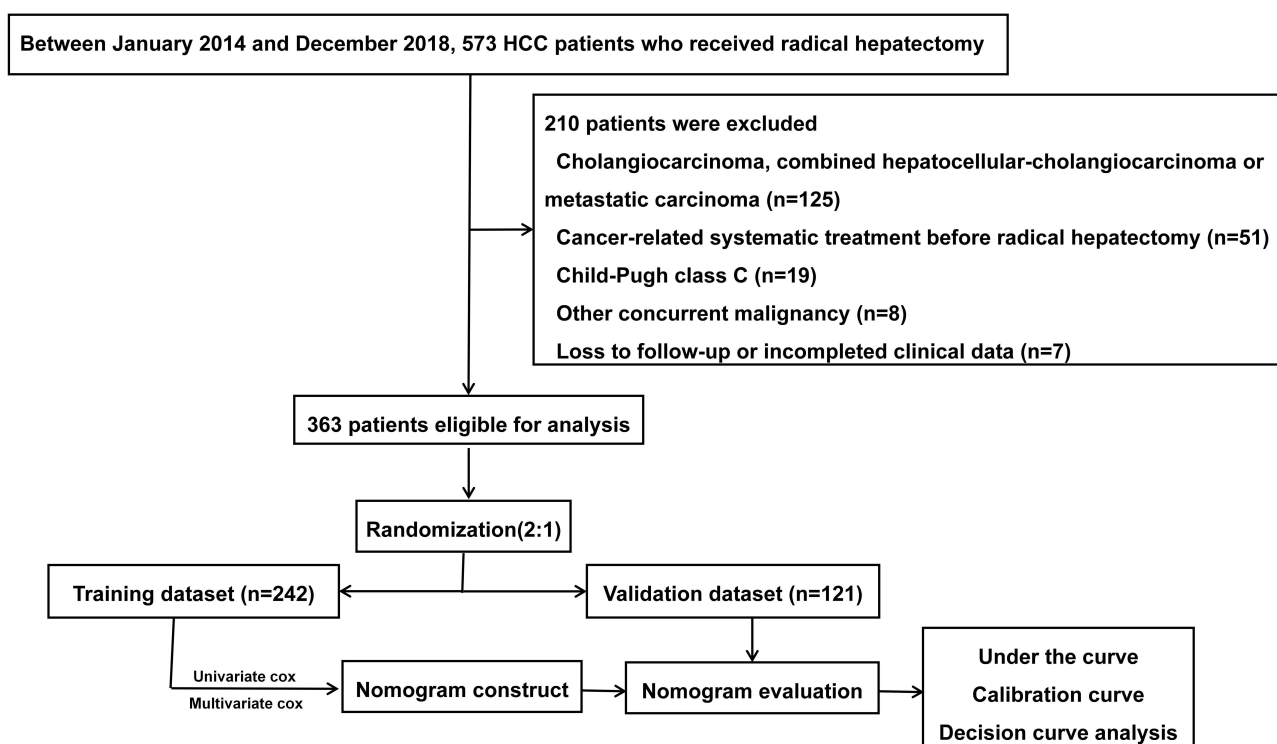 Between January 2014 and December 2018, 573 HCC patients who received radical hepatectomy
210 patients were excluded
Cholangiocarcinoma, combined hepatocellular-cholangiocarcinoma or
metastatic carcinoma (n=125)
Cancer-related systematic treatment before radical hepatectomy (n=51)
Child-Pugh class C (n=19)
Other concurrent malignancy (n=8)
Loss to follow-up or incompleted clinical data (n=7)
363 patients eligible for analysis
Randomization(2:1)
Training dataset (n=242)
Validation dataset (n=121)
Univariate cox
Multivariate cox
Nomogram construct
Nomogram evaluation
Under the curve
Calibration curve
Decision curve analysis